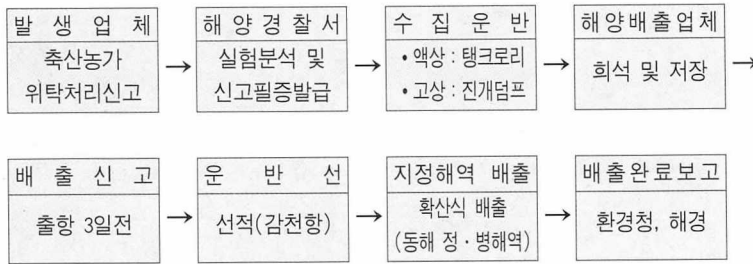 발생업체
축산농가
위탁처리신고
→
해양경찰서
실험분석 및
신고필증발급
→
수집운반
• 액상 : 탱크로리
• 고상 : 진개덤프
→
해양배출업체
희석 및 저장
→
배출신고
출항 3일전
→
운반선
선적(감천항)
→
지정해역 배출
확산식 배출
(동해 정·병해역)
→
배출완료보고
환경청, 해경